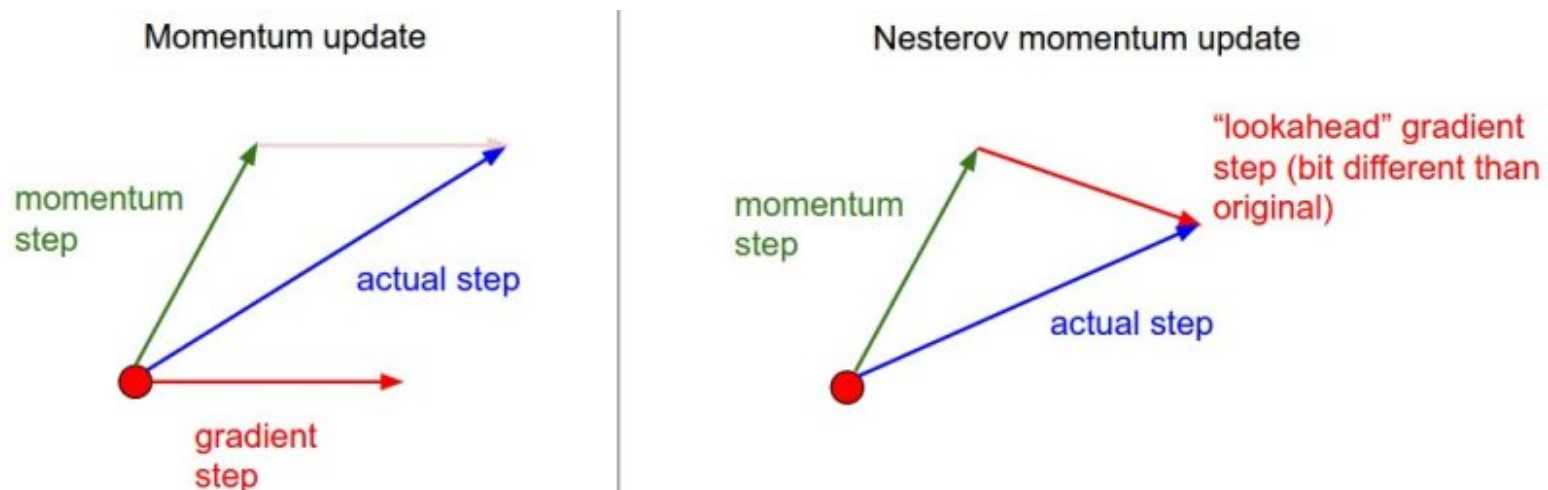 Momentum update
momentum
step
actual step
gradient
step
Nesterov momentum update
“lookahead” gradient
step (bit different than
original)
momentum
step
actual step